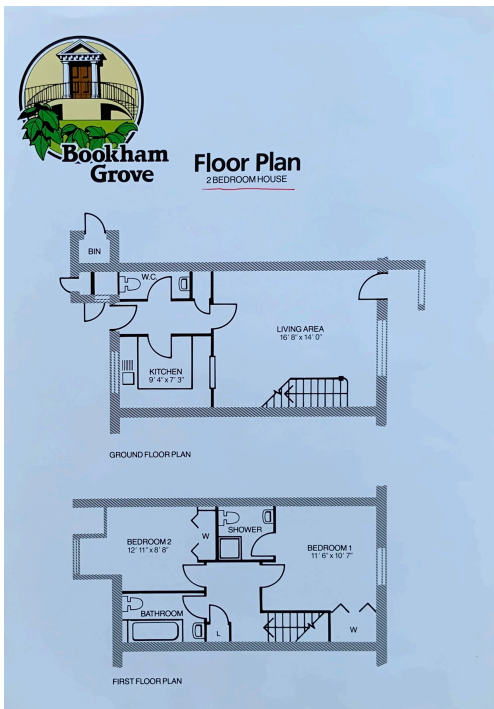 Bookham
Grove
Floor Plan
2 BEDROOM HOUSE
BIN
W.C.
LIVING AREA
16' 8" x 14' 0"
KITCHEN
9' 4" x 7' 3"
GROUND FLOOR PLAN
SHOWER
W
BEDROOM 2
12' 11" x 8' 8"
BEDROOM 1
11' 6" x 10' 7"
BATHROOM
L
W
FIRST FLOOR PLAN